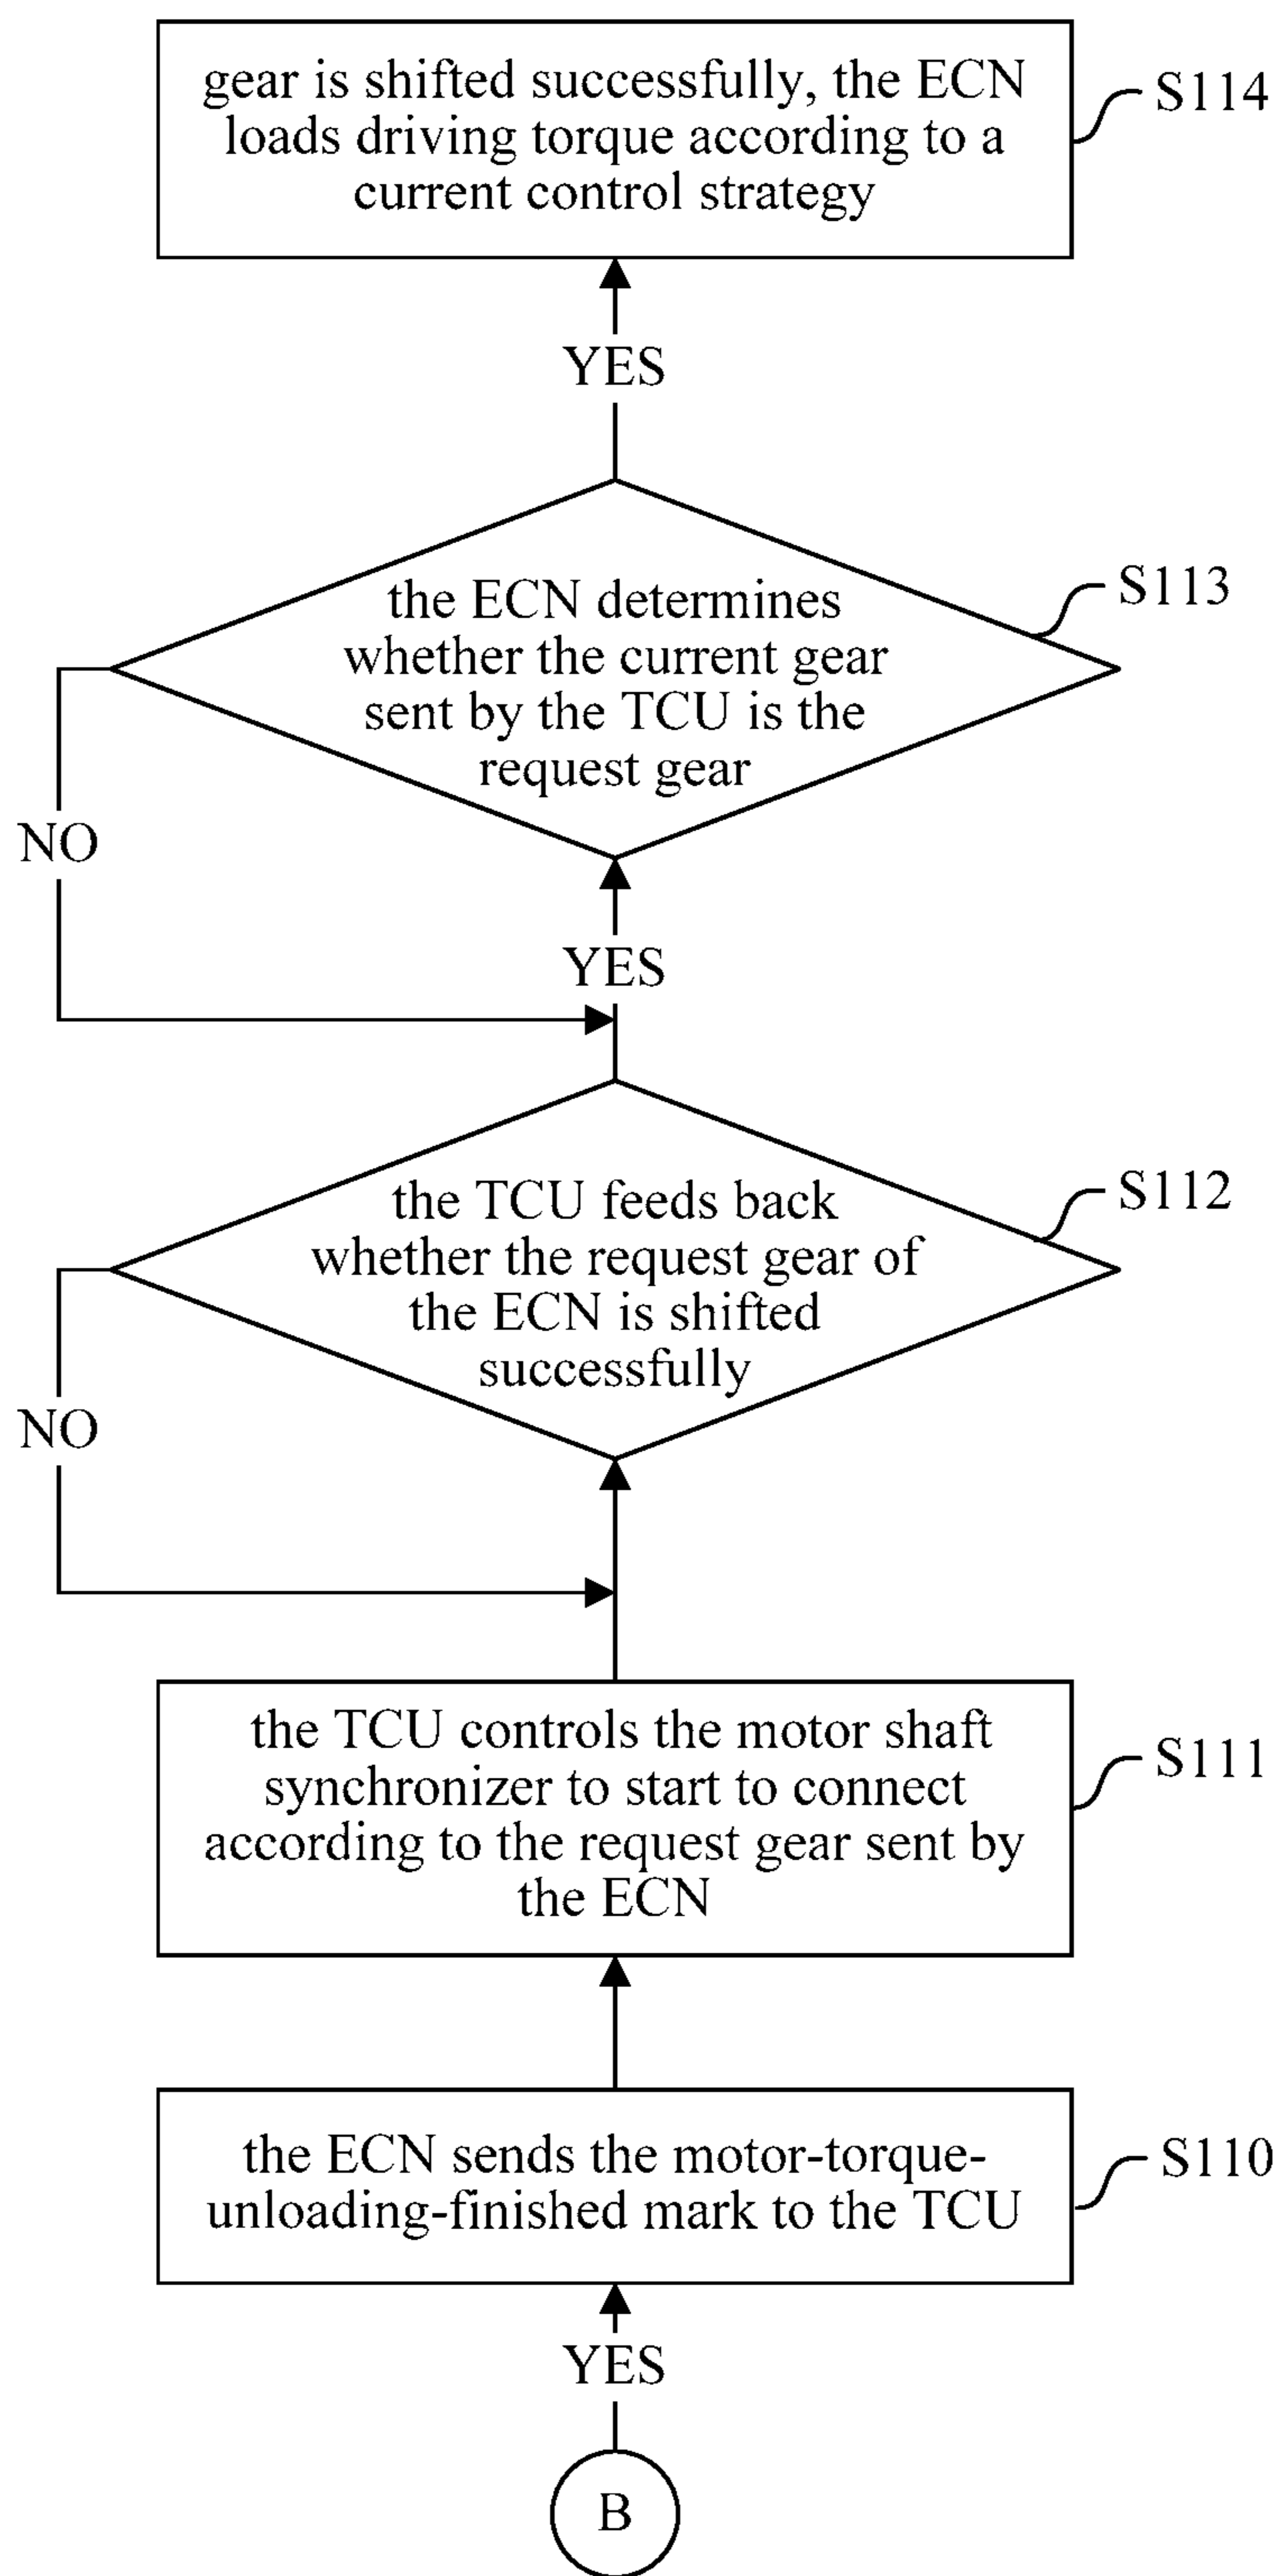 gear is shifted successfully, the ECN
loads driving torque according to a
current control strategy
S114
YES
the ECN determines
whether the current gear
sent by the TCU is the
request gear
S113
NO
YES
the TCU feeds back
whether the request gear of
the ECN is shifted
successfully
S112
NO
the TCU controls the motor shaft
synchronizer to start to connect
according to the request gear sent by
the ECN
S111
the ECN sends the motor-torque-
unloading-finished mark to the TCU
S110
YES
B